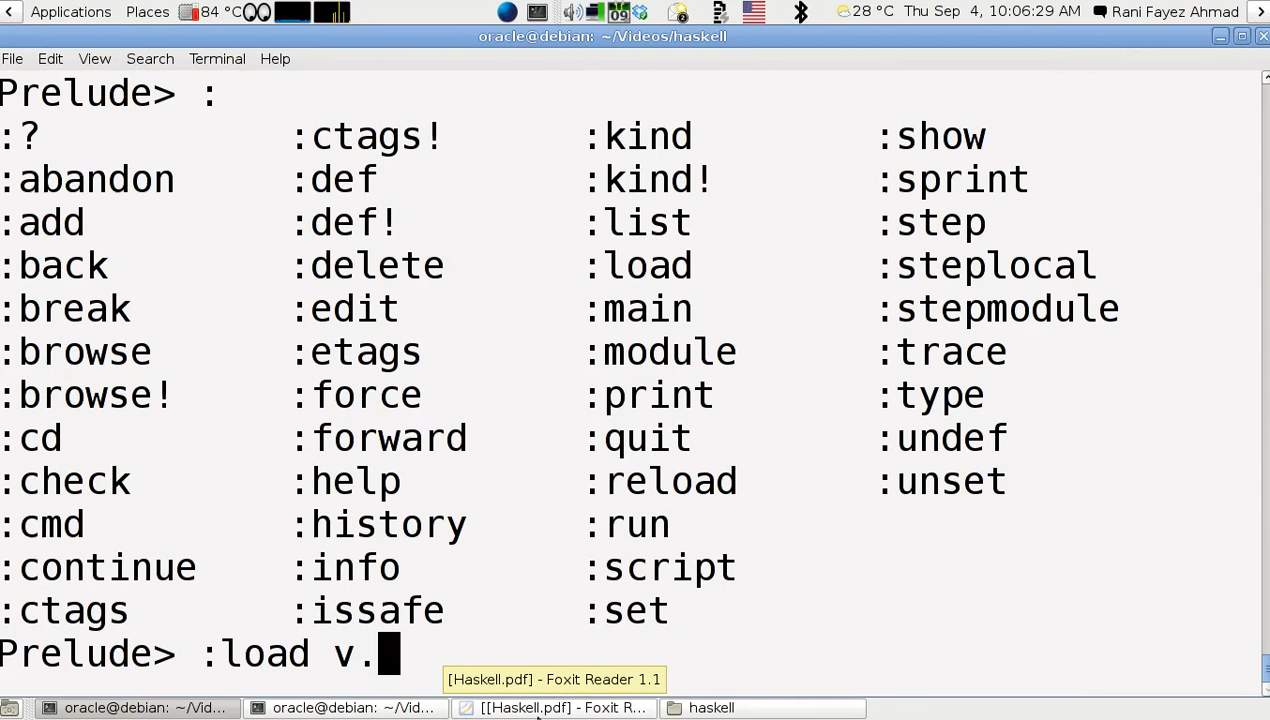 Applications Places 84 °C 09 28 °C Thu Sep 4, 10:06:29 AM Rani Fayez Ahmad
oracle@debian: ~/Videos/haskell
File Edit View Search Terminal Help
Prelude> :
:? :ctags! :kind :show
:abandon :def :kind! :sprint
:add :def! :list :step
:back :delete :load :steplocal
:break :edit :main :stepmodule
:browse :etags :module :trace
:browse! :force :print :type
:cd :forward :quit :undef
:check :help :reload :unset
:cmd :history :run
:continue :info :script
:ctags :issafe :set
Prelude> :load v.
[Haskell.pdf] - Foxit Reader 1.1
oracle@debian: ~/Vid... oracle@debian: ~/Vid... [[Haskell.pdf] - Foxit R... haskell